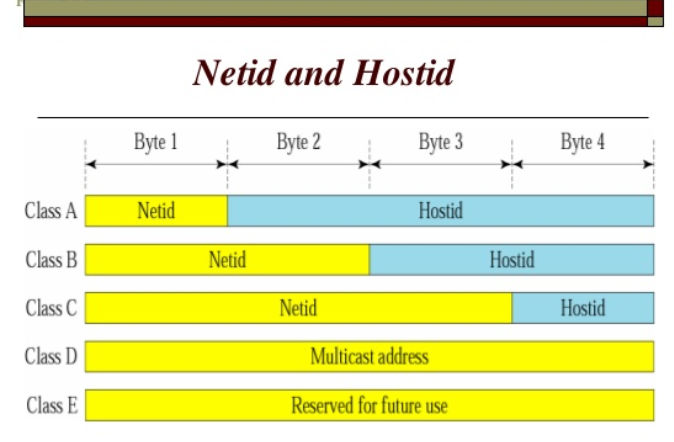 Netid and Hostid
Byte 1 Byte 2 Byte 3 Byte 4
Class A Netid Hostid
Class B Netid Hostid
Class C Netid Hostid
Class D Multicast address
Class E Reserved for future use